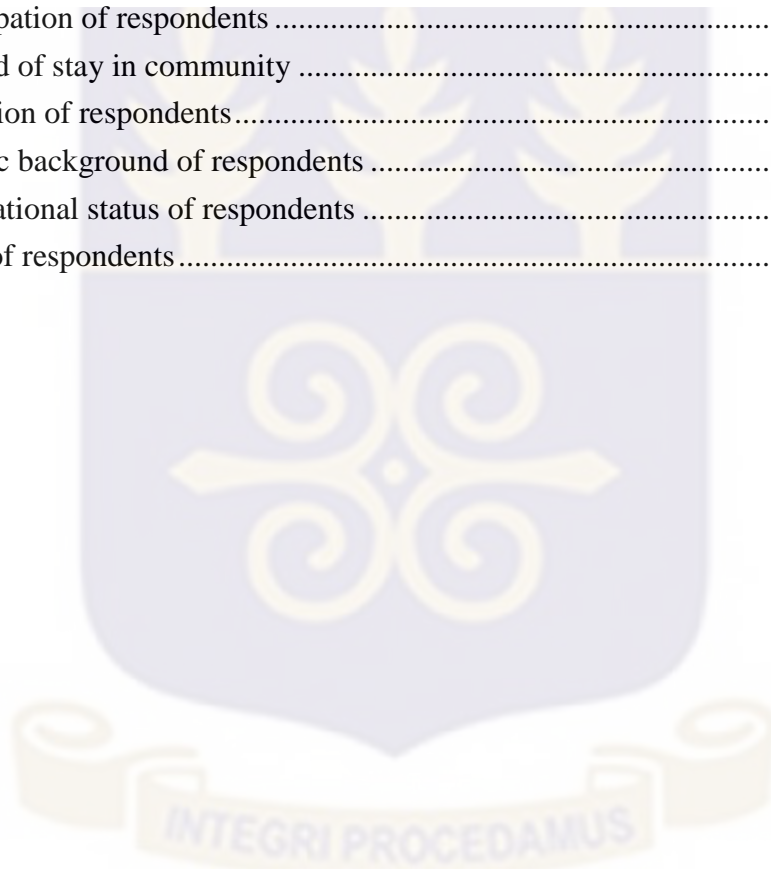 pation of respondents ...............................................................
d of stay in community ............................................................
ion of respondents....................................................................
c background of respondents ...................................................
ational status of respondents ....................................................
of respondents...........................................................................
INTEGRI PROCEDAMUS